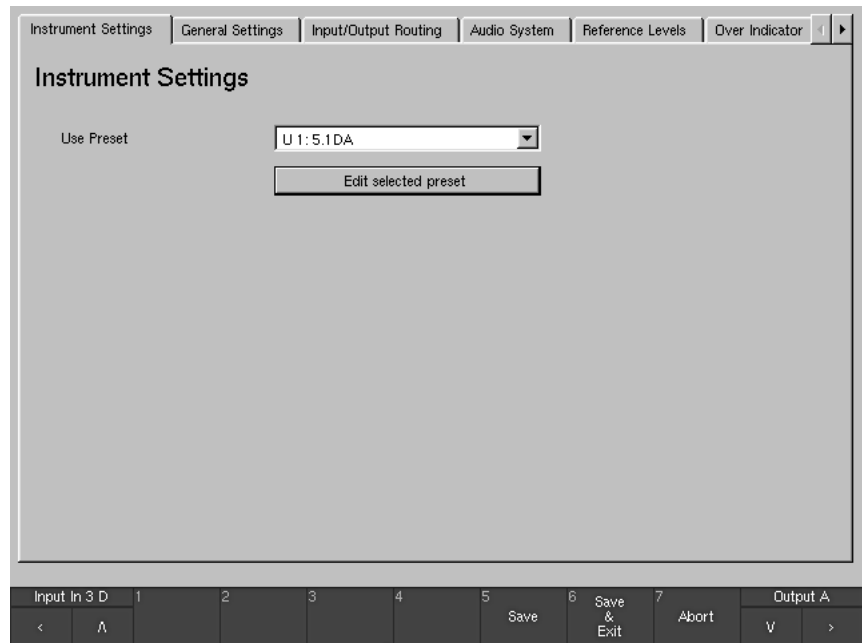 Instrument Settings General Settings Input/Output Routing Audio System Reference Levels Over Indicator
Instrument Settings
Use Preset U 1: 5.1DA
Edit selected preset
Input In 3 D 1 2 3 4 5 Save 6 Save & Exit 7 Abort Output A
< Λ V >